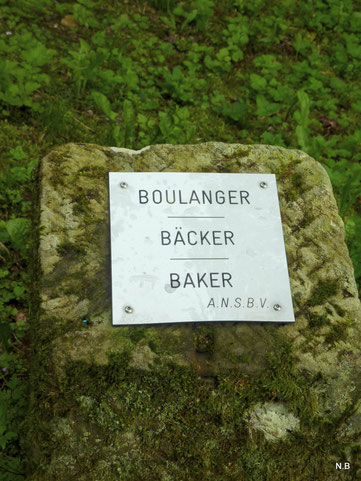 BOULANGER
BÄCKER
BAKER
A.N.S.B.V.
N.B